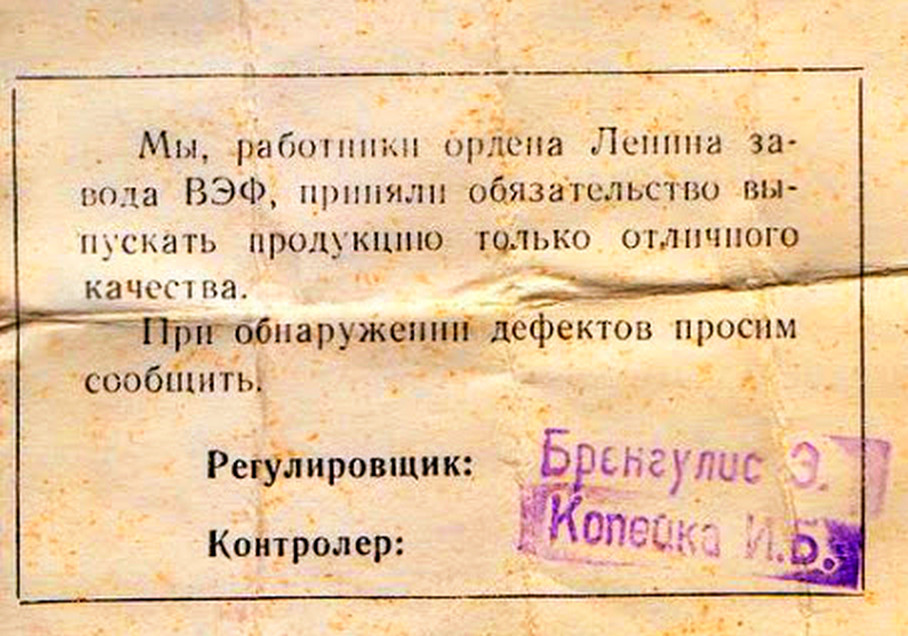 Мы, работники ордена Ленина за-
вода ВЭФ, приняли обязательство вы-
пускать продукцию только отличного
качества.
При обнаружении дефектов просим
сообщить.
Регулировщик: Бренгулис Э.
Контролер: Копейка И.Б.